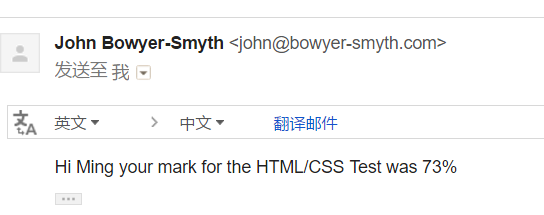 John Bowyer-Smyth <john@bowyer-smyth.com>
发送至 我
英文 中文 翻译邮件
Hi Ming your mark for the HTML/CSS Test was 73%